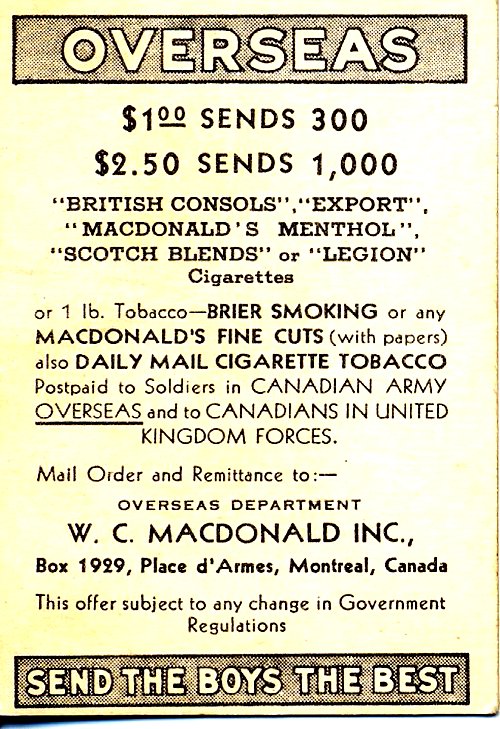 OVERSEAS
$1⁰⁰ SENDS 300
$2.50 SENDS 1,000
"BRITISH CONSOLS", "EXPORT",
"MACDONALD'S MENTHOL",
"SCOTCH BLENDS" or "LEGION"
Cigarettes
or 1 lb. Tobacco—BRIER SMOKING or any
MACDONALD'S FINE CUTS (with papers)
also DAILY MAIL CIGARETTE TOBACCO
Postpaid to Soldiers in CANADIAN ARMY
OVERSEAS and to CANADIANS IN UNITED
KINGDOM FORCES.
Mail Order and Remittance to:—
OVERSEAS DEPARTMENT
W. C. MACDONALD INC.,
Box 1929, Place d'Armes, Montreal, Canada
This offer subject to any change in Government
Regulations
SEND THE BOYS THE BEST